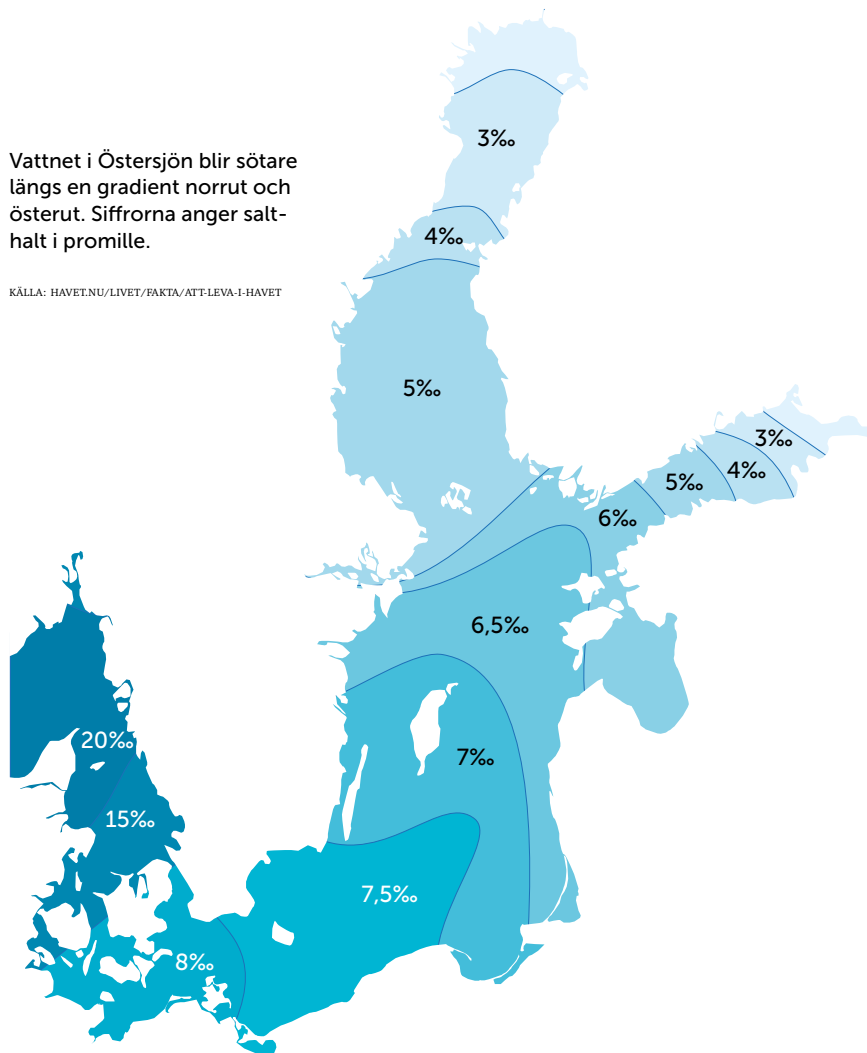 Vattnet i Östersjön blir sötare
längs en gradient norrut och
österut. Siffrorna anger salt-
halt i promille.
KÄLLA: HAVET.NU/LIVET/FAKTA/ATT-LEVA-I-HAVET
3‰
4‰
5‰
3‰
4‰
5‰
6‰
6,5‰
20‰
7‰
15‰
7,5‰
8‰